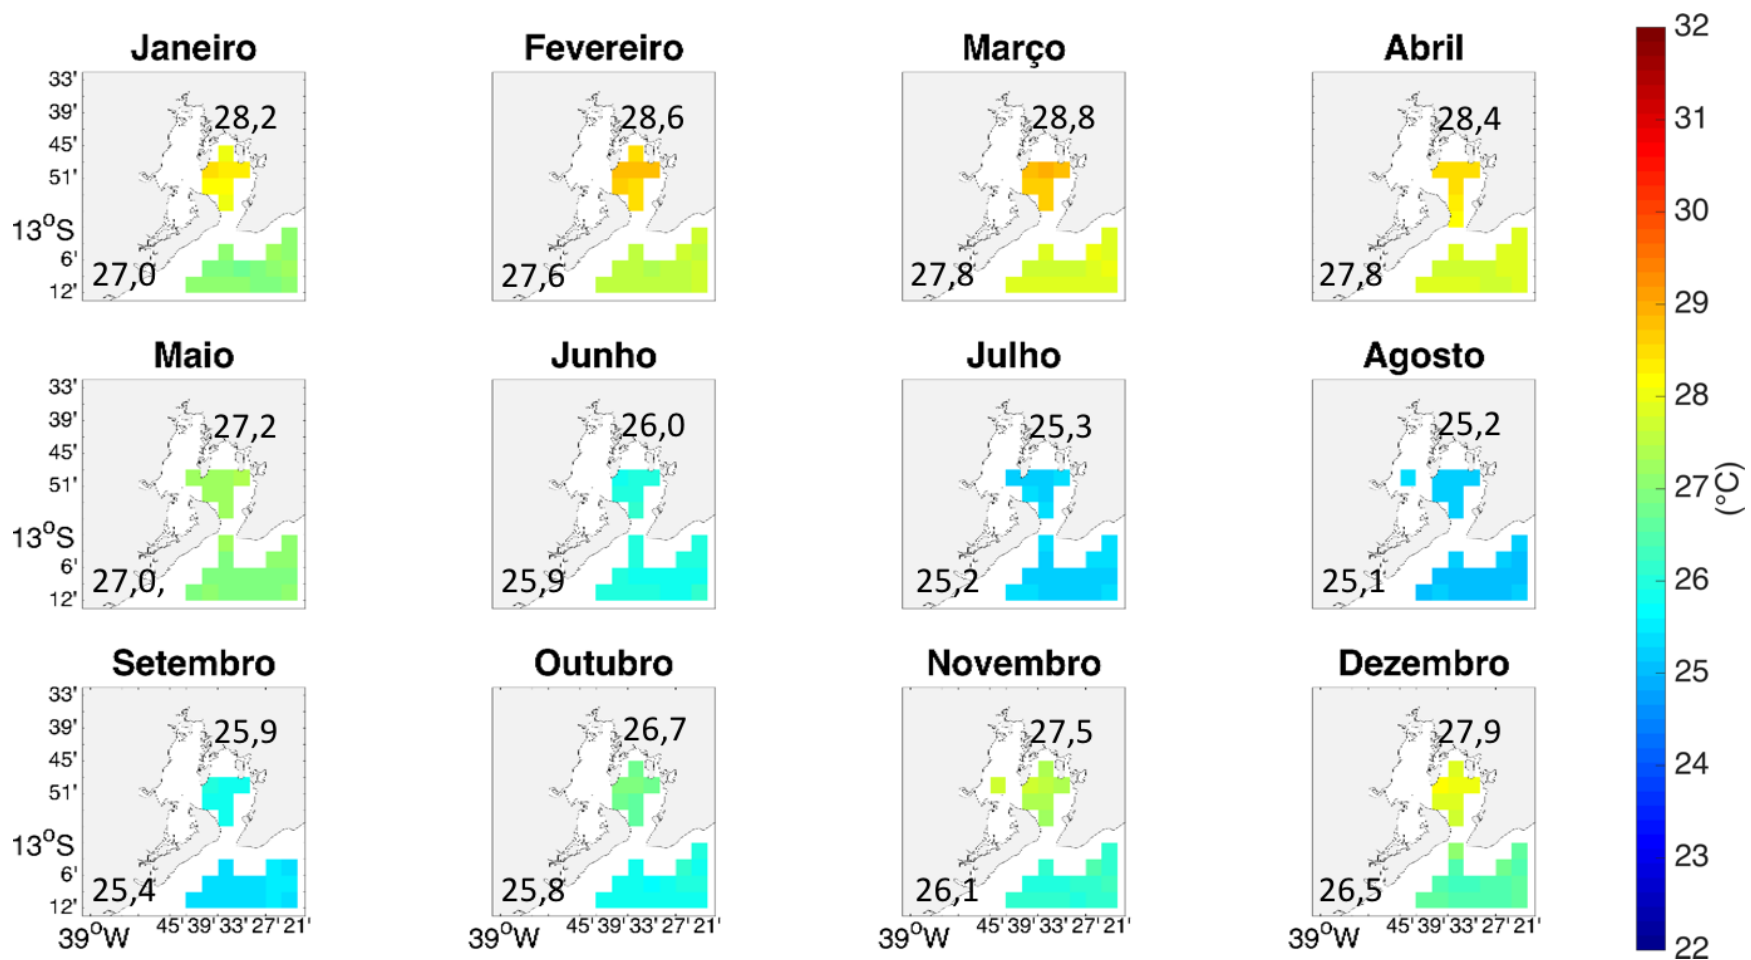 Janeiro
Fevereiro
Março
Abril
33'
39'
45'
51'
13°S
6'
12'
28,2
27,0
28,6
27,6
28,8
27,8
28,4
27,8
Maio
Junho
Julho
Agosto
33'
39'
45'
51'
13°S
6'
12'
27,2
27,0,
26,0
25,9
25,3
25,2
25,2
25,1
Setembro
Outubro
Novembro
Dezembro
33'
39'
45'
51'
13°S
6'
12'
25,9
25,4
26,7
25,8
27,5
26,1
27,9
26,5
39°W
45' 39' 33' 27' 21'
39°W
45' 39' 33' 27' 21'
39°W
45' 39' 33' 27' 21'
39°W
45' 39' 33' 27' 21'
32
31
30
29
28
27
26
25
24
23
22
(°C)